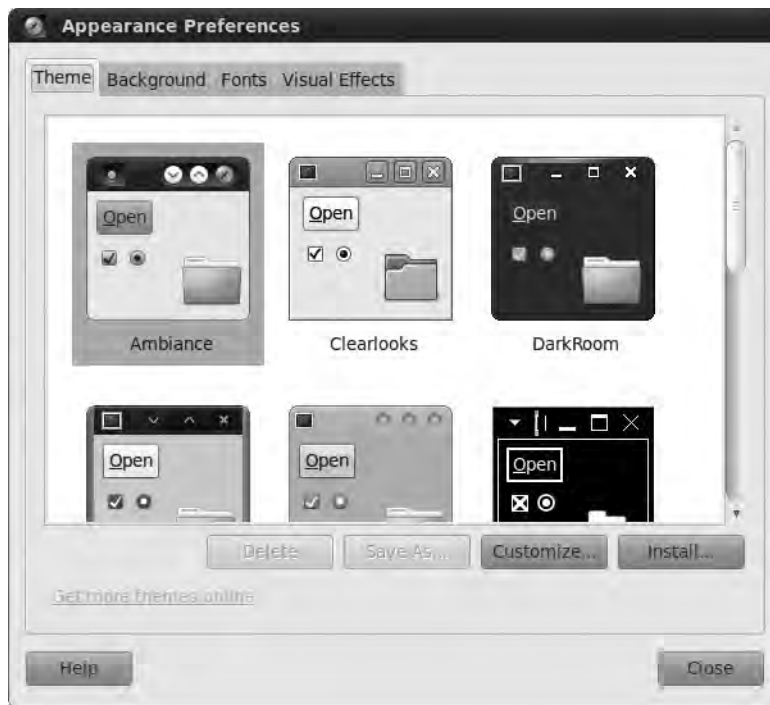 Appearance Preferences
Theme Background Fonts Visual Effects
Open Open Open
Ambiance Clearlooks DarkRoom
Open Open Open
Delete Save As... Customize... Install...
Get more themes online
Help Close